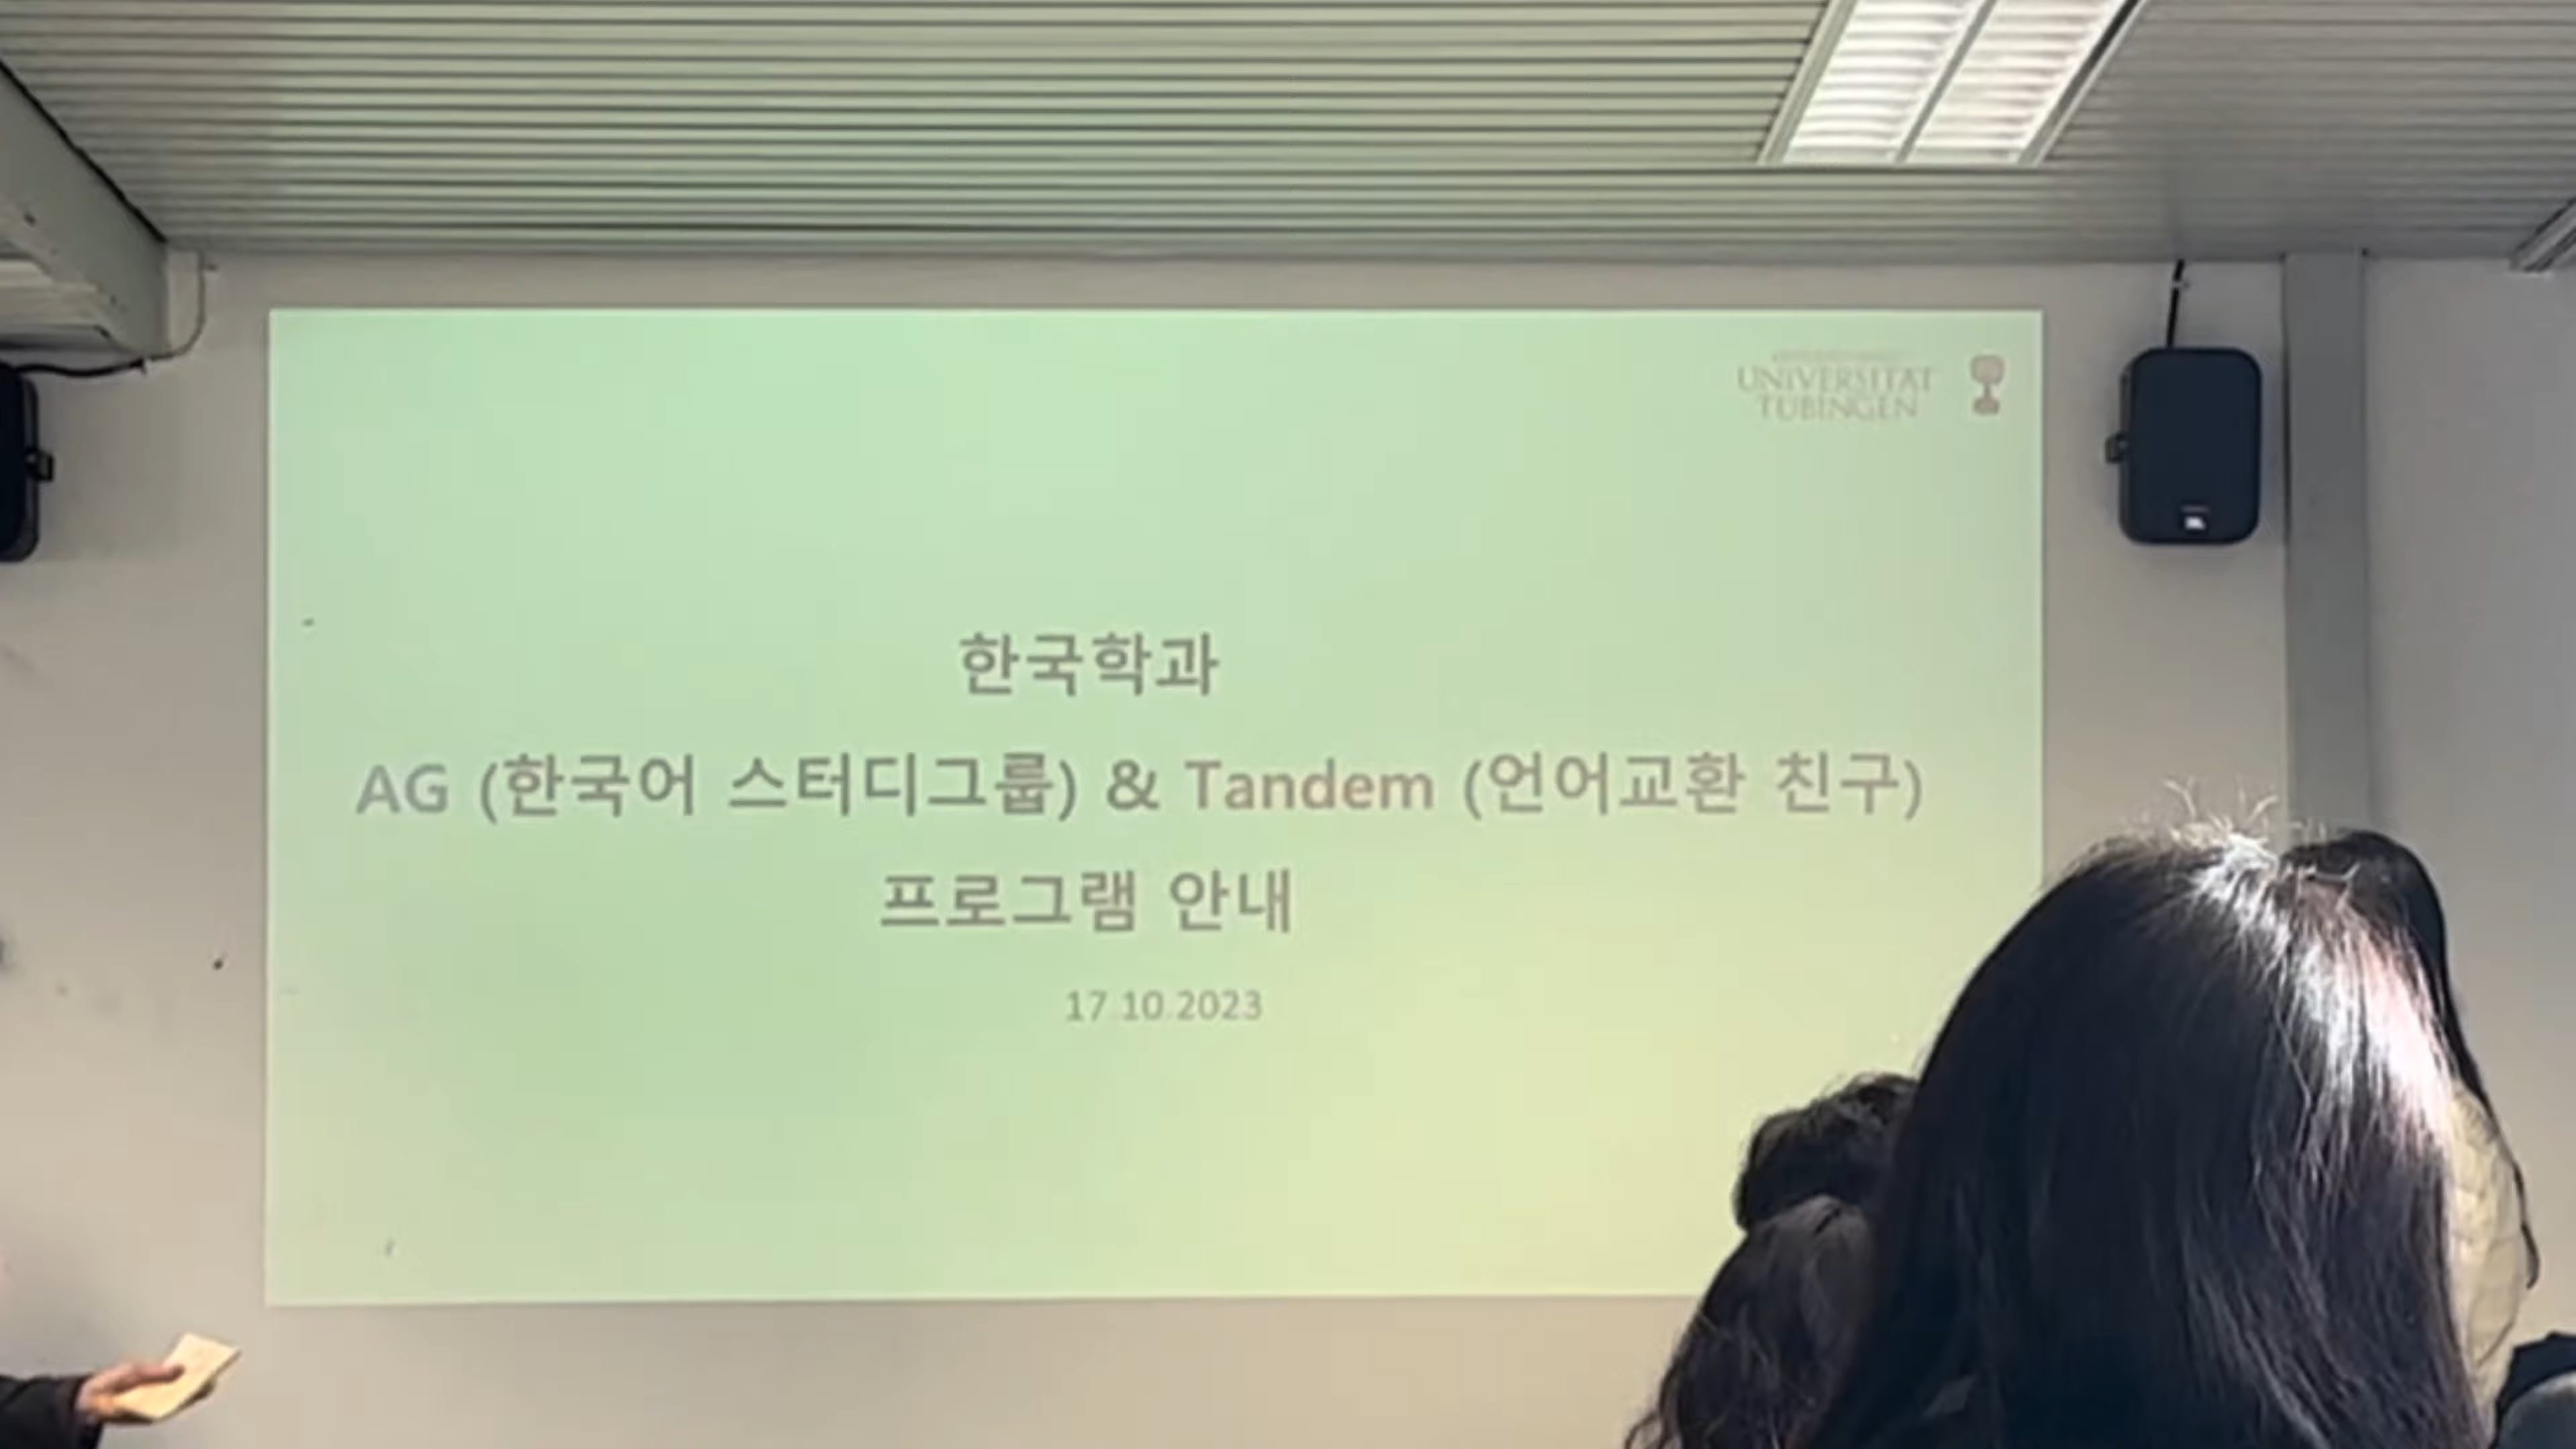 UNIVERSITÄT
TÜBINGEN
한국학과
AG (한국어 스터디그룹) & Tandem (언어교환 친구)
프로그램 안내
17.10.2023